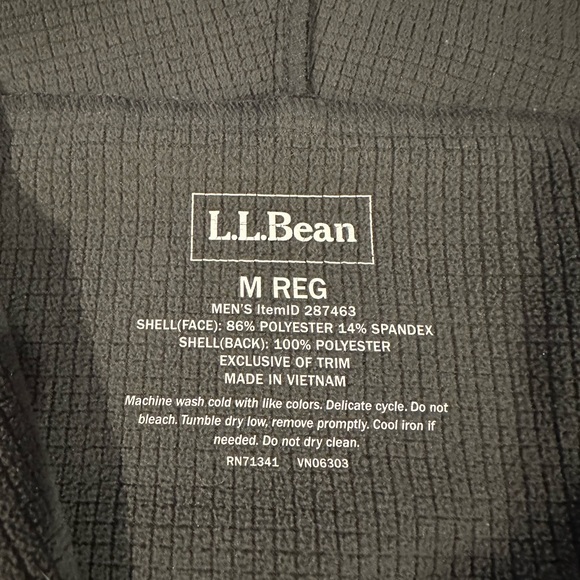 L.L.Bean
M REG
MEN'S ItemID 287463
SHELL(FACE): 86% POLYESTER 14% SPANDEX
SHELL(BACK): 100% POLYESTER
EXCLUSIVE OF TRIM
MADE IN VIETNAM
Machine wash cold with like colors. Delicate cycle. Do not
bleach. Tumble dry low, remove promptly. Cool iron if
needed. Do not dry clean.
RN71341 VN06303